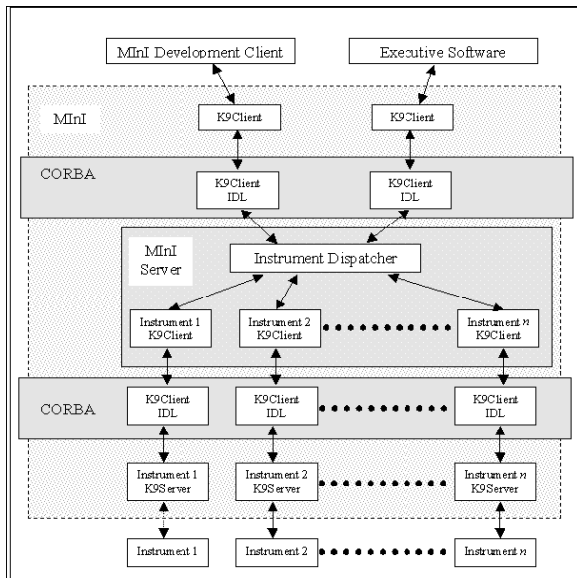 MInI Development Client
Executive Software
MInI
K9Client
K9Client
CORBA
K9Client
IDL
K9Client
IDL
MInI
Server
Instrument Dispatcher
Instrument 1
K9Client
Instrument 2
K9Client
Instrument n
K9Client
CORBA
K9Client
IDL
K9Client
IDL
K9Client
IDL
Instrument 1
K9Server
Instrument 2
K9Server
Instrument n
K9Server
Instrument 1
Instrument 2
Instrument n